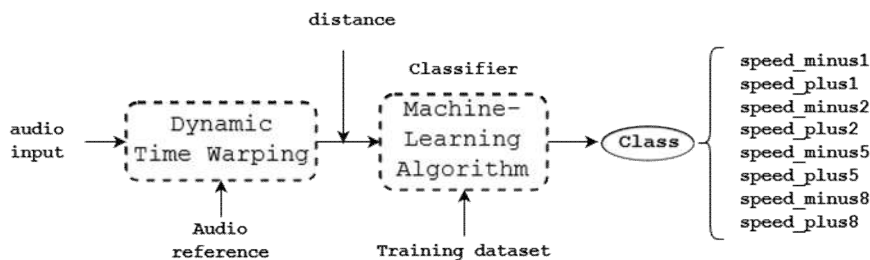 distance
Classifier
audio
input
Dynamic
Time Warping
Machine-
Learning
Algorithm
Class
speed_minus1
speed_plus1
speed_minus2
speed_plus2
speed_minus5
speed_plus5
speed_minus8
speed_plus8
Audio
reference
Training dataset